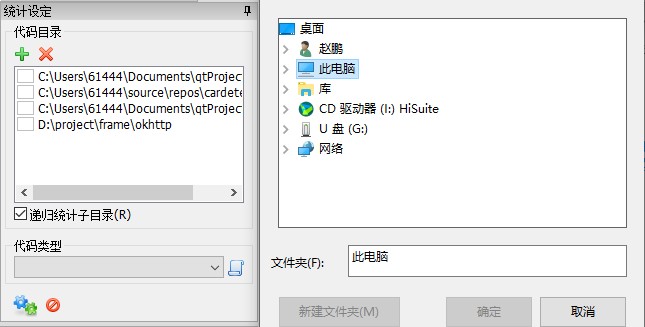 统计设定
代码目录
C:\Users\61444\Documents\qtProject
C:\Users\61444\source\repos\cardete
C:\Users\61444\Documents\qtProject
D:\project\frame\okhttp
递归统计子目录(R)
代码类型
桌面
赵鹏
此电脑
库
CD 驱动器 (I:) HiSuite
U 盘 (G:)
网络
文件夹(F):
此电脑
新建文件夹(M)
确定
取消